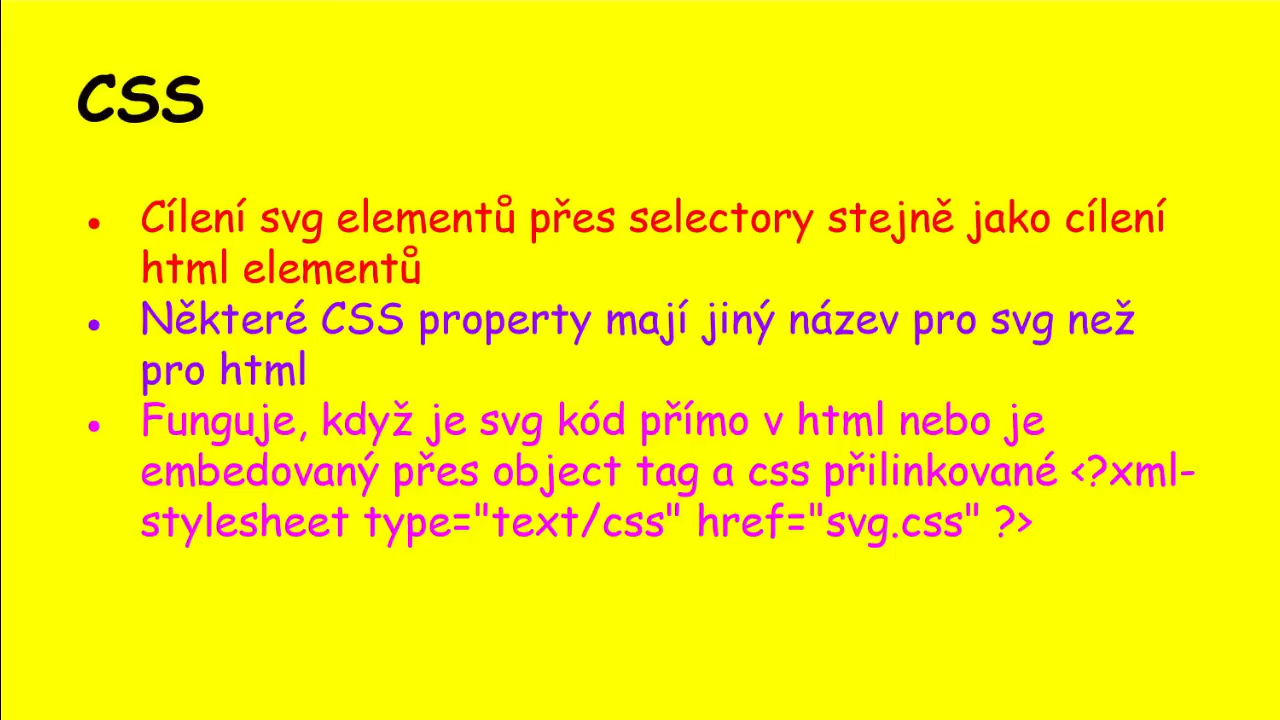 CSS
● Cílení svg elementů přes selectory stejně jako cílení
html elementů
● Některé CSS property mají jiný název pro svg než
pro html
● Funguje, když je svg kód přímo v html nebo je
embedovaný přes object tag a css přilinkované <?xml-
stylesheet type="text/css" href="svg.css" ?>